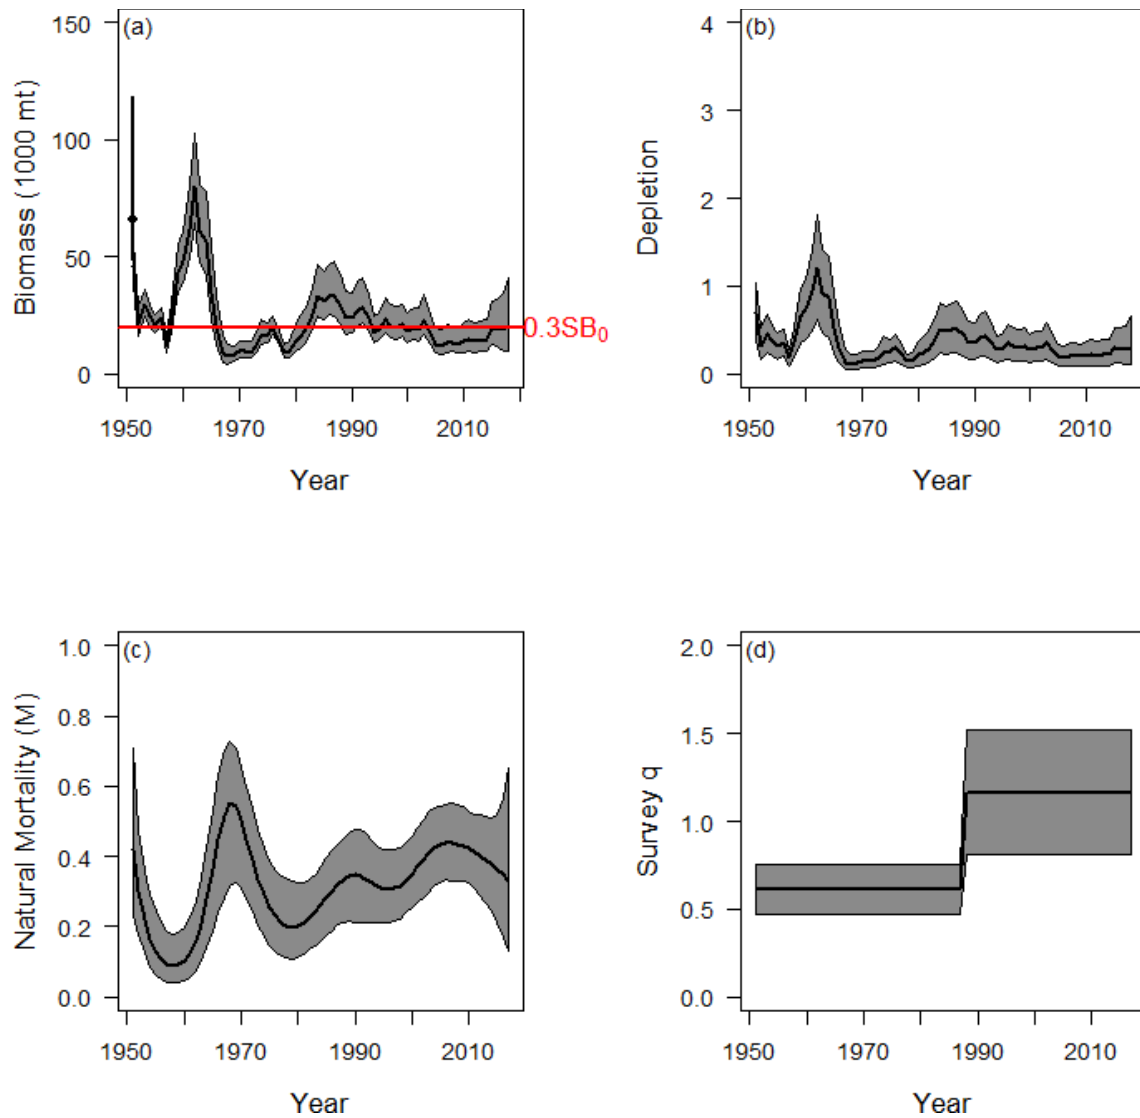 (a)
Biomass (1000 mt)
150
100
50
0
0.3SB₀
1950 1970 1990 2010
Year
(b)
Depletion
4
3
2
1
0
1950 1970 1990 2010
Year
(c)
Natural Mortality (M)
1.0
0.8
0.6
0.4
0.2
0.0
1950 1970 1990 2010
Year
(d)
Survey q
2.0
1.5
1.0
0.5
0.0
1950 1970 1990 2010
Year